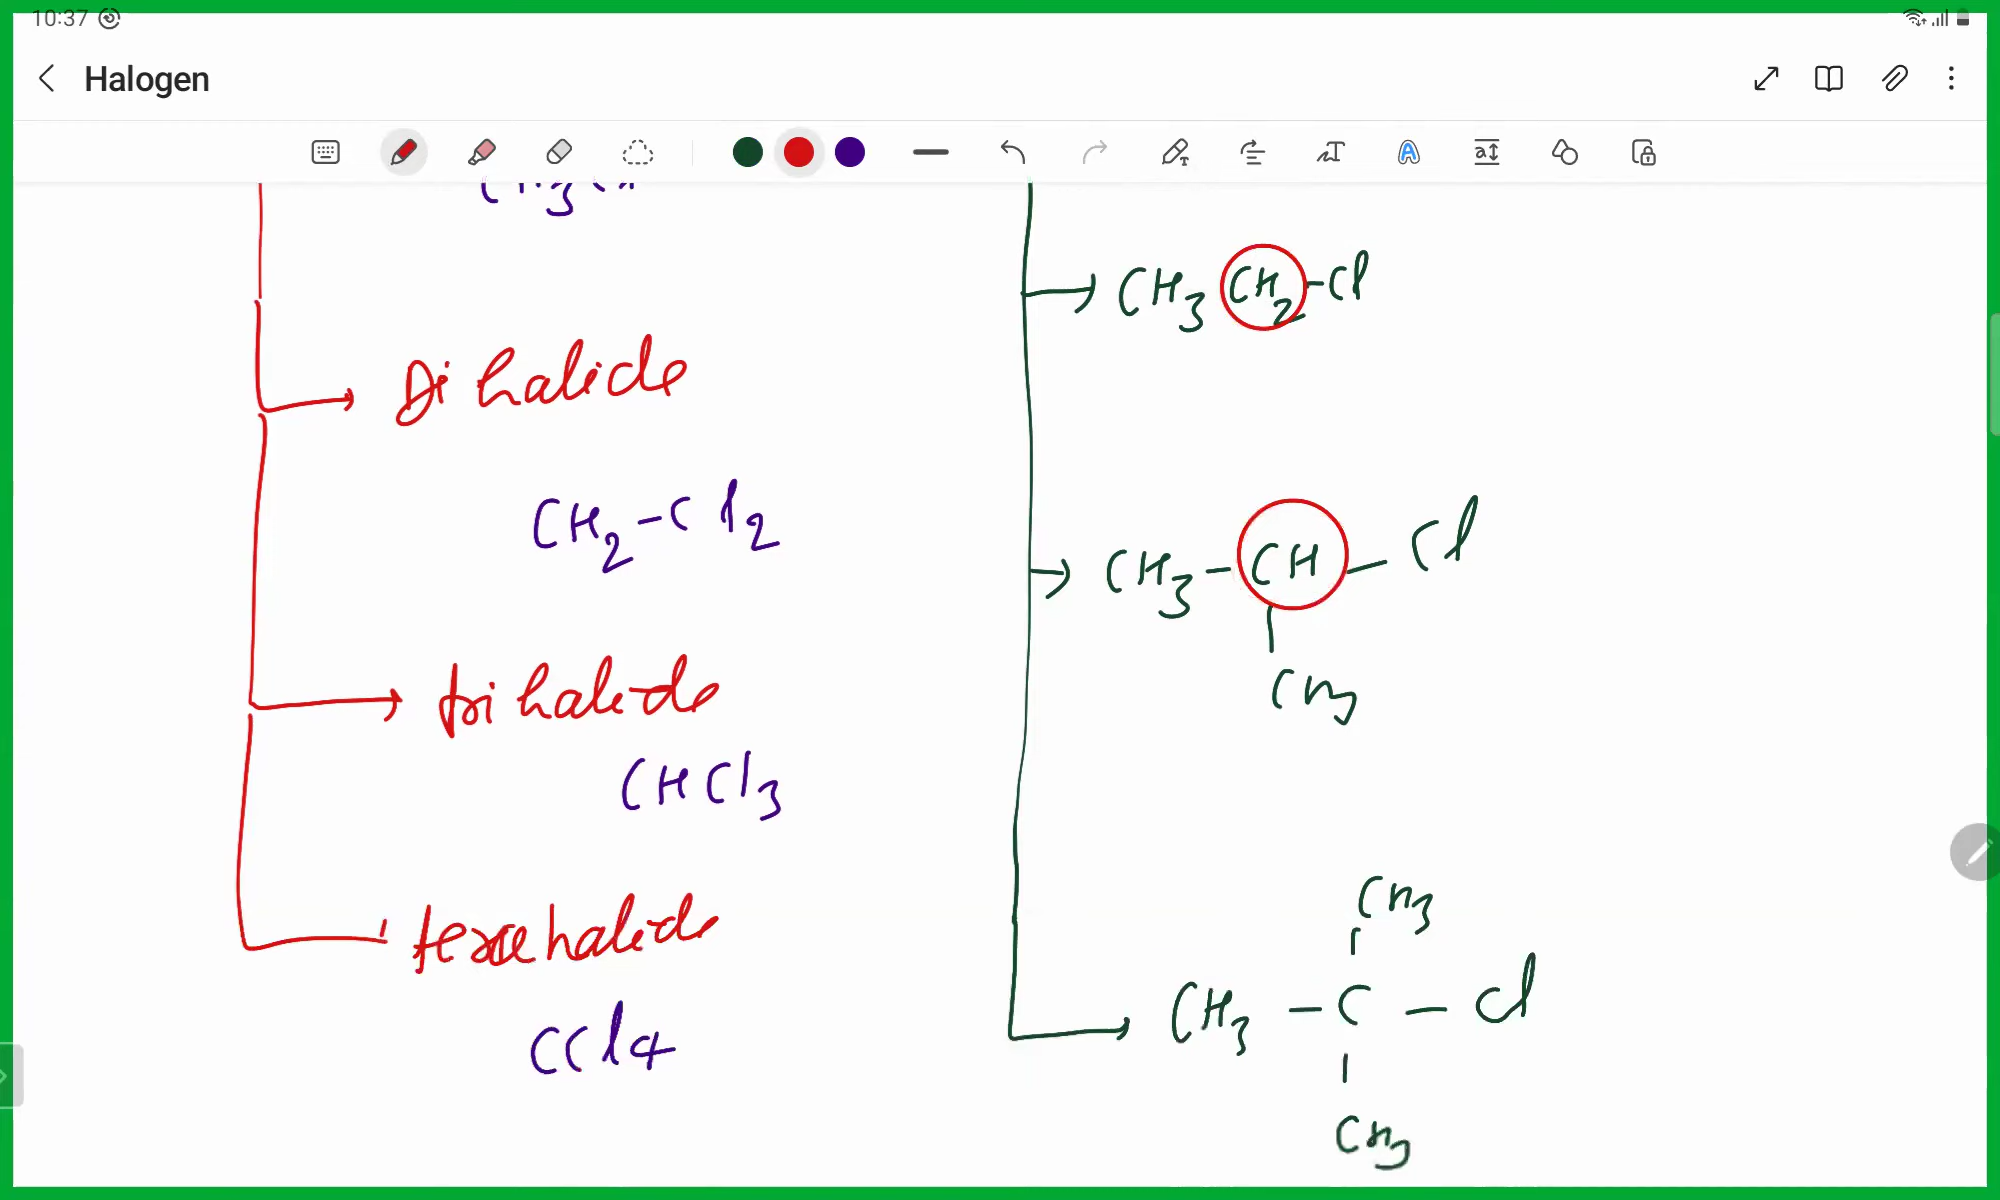 10:37
Halogen
CH3Cl
CH3 CH2-Cl
Di halide
CH2-Cl2
CH3-CH-Cl
CH3
tri halide
CHCl3
CH3
halide
CH3 - C - Cl
CCl4
CH3